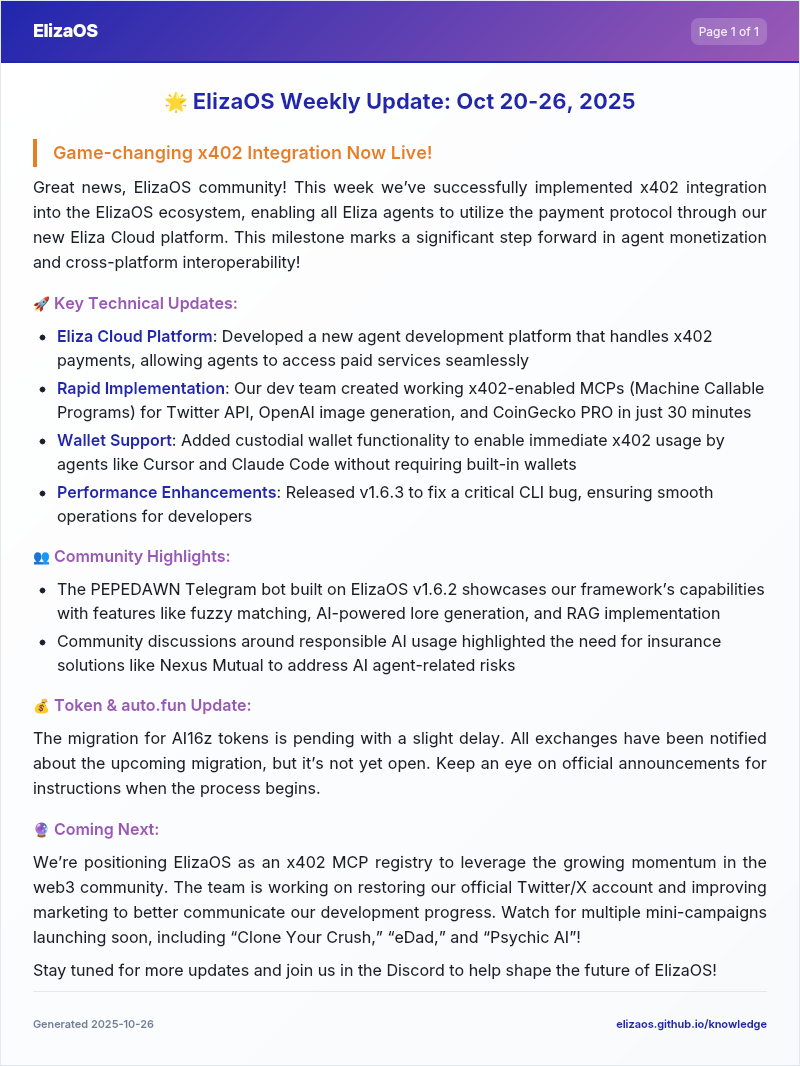 ElizaOS
Page 1 of 1
🌟 ElizaOS Weekly Update: Oct 20-26, 2025
Game-changing x402 Integration Now Live!
Great news, ElizaOS community! This week we’ve successfully implemented x402 integration
into the ElizaOS ecosystem, enabling all Eliza agents to utilize the payment protocol through our
new Eliza Cloud platform. This milestone marks a significant step forward in agent monetization
and cross-platform interoperability!
🚀 Key Technical Updates:
• Eliza Cloud Platform: Developed a new agent development platform that handles x402
payments, allowing agents to access paid services seamlessly
• Rapid Implementation: Our dev team created working x402-enabled MCPs (Machine Callable
Programs) for Twitter API, OpenAI image generation, and CoinGecko PRO in just 30 minutes
• Wallet Support: Added custodial wallet functionality to enable immediate x402 usage by
agents like Cursor and Claude Code without requiring built-in wallets
• Performance Enhancements: Released v1.6.3 to fix a critical CLI bug, ensuring smooth
operations for developers
👥 Community Highlights:
• The PEPEDAWN Telegram bot built on ElizaOS v1.6.2 showcases our framework’s capabilities
with features like fuzzy matching, AI-powered lore generation, and RAG implementation
• Community discussions around responsible AI usage highlighted the need for insurance
solutions like Nexus Mutual to address AI agent-related risks
💰 Token & auto.fun Update:
The migration for AI16z tokens is pending with a slight delay. All exchanges have been notified
about the upcoming migration, but it’s not yet open. Keep an eye on official announcements for
instructions when the process begins.
🔮 Coming Next:
We’re positioning ElizaOS as an x402 MCP registry to leverage the growing momentum in the
web3 community. The team is working on restoring our official Twitter/X account and improving
marketing to better communicate our development progress. Watch for multiple mini-campaigns
launching soon, including “Clone Your Crush,” “eDad,” and “Psychic AI”!
Stay tuned for more updates and join us in the Discord to help shape the future of ElizaOS!
Generated 2025-10-26
elizaos.github.io/knowledge